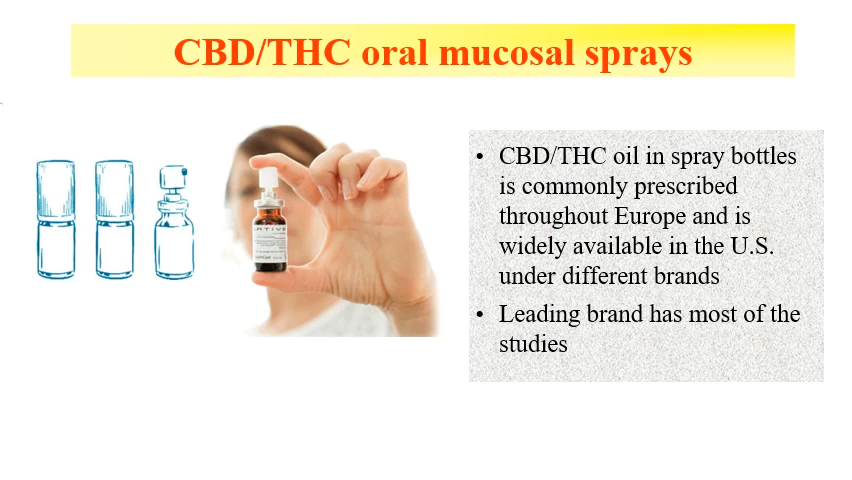 CBD/THC oral mucosal sprays
• CBD/THC oil in spray bottles
is commonly prescribed
throughout Europe and is
widely available in the U.S.
under different brands
• Leading brand has most of the
studies